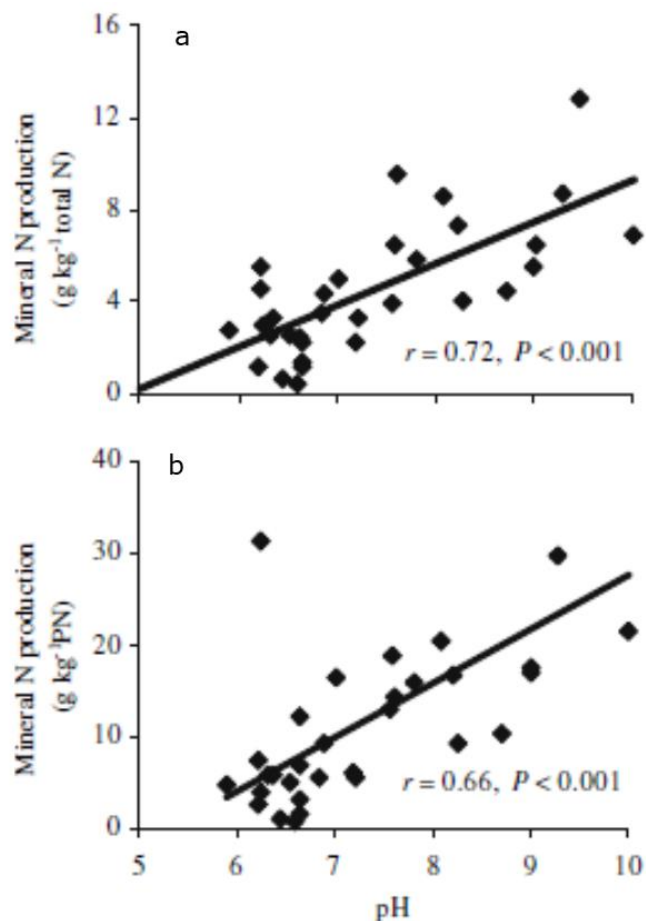 16
a
12
8
4
0
Mineral N production
(g kg⁻¹ total N)
r = 0.72, P < 0.001
40
b
30
20
10
0
Mineral N production
(g kg⁻¹PN)
r = 0.66, P < 0.001
5 6 7 8 9 10
pH